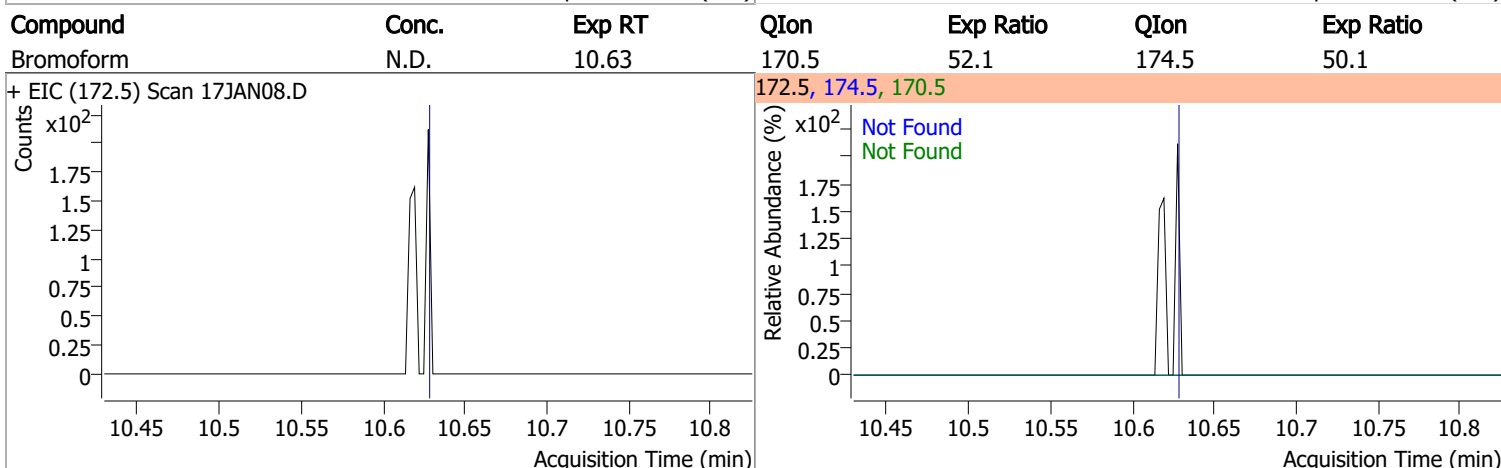 Compound Conc. Exp RT QIon Exp Ratio QIon Exp Ratio
Bromoform N.D. 10.63 170.5 52.1 174.5 50.1
+ EIC (172.5) Scan 17JAN08.D
Counts
x10²
1.75
1.5
1.25
1
0.75
0.5
0.25
0
10.45 10.5 10.55 10.6 10.65 10.7 10.75 10.8
Acquisition Time (min)
172.5, 174.5, 170.5
Relative Abundance (%)
x10²
Not Found
Not Found
1.75
1.5
1.25
1
0.75
0.5
0.25
0
10.45 10.5 10.55 10.6 10.65 10.7 10.75 10.8
Acquisition Time (min)